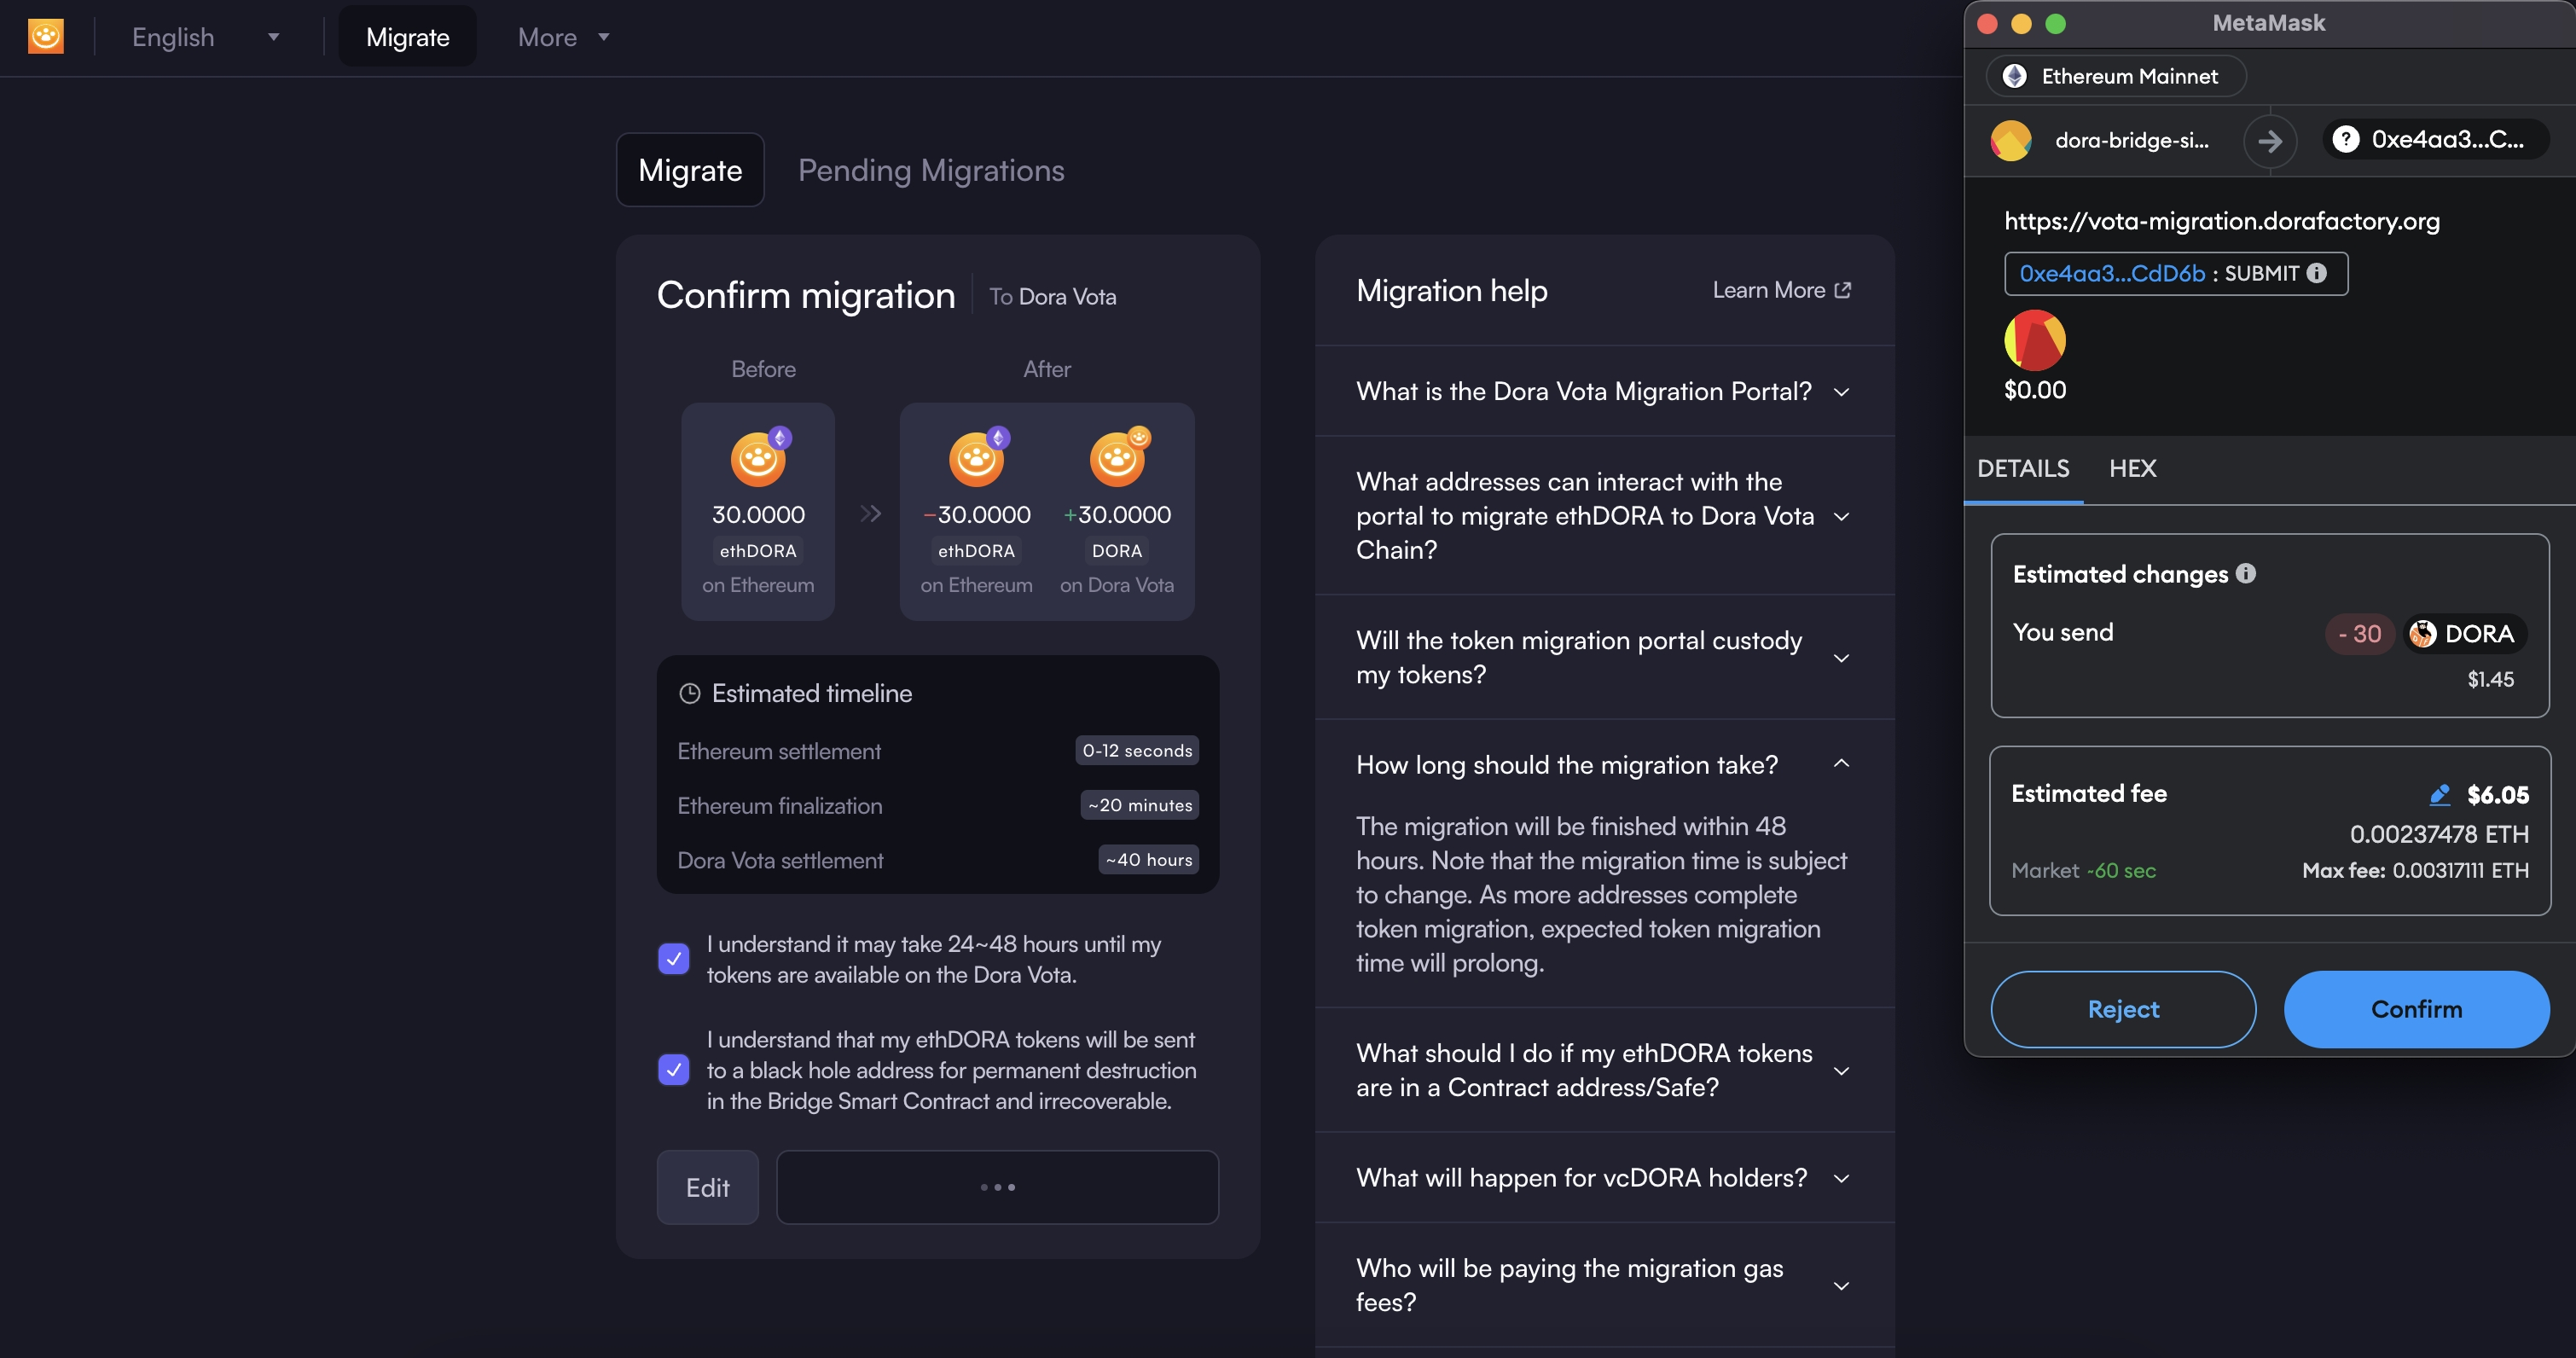 English
Migrate
More
Migrate
Pending Migrations
Confirm migration
To Dora Vota
Before
After
30.0000
ethDORA
on Ethereum
−30.0000
ethDORA
on Ethereum
+30.0000
DORA
on Dora Vota
Estimated timeline
Ethereum settlement
0-12 seconds
Ethereum finalization
~20 minutes
Dora Vota settlement
~40 hours
I understand it may take 24~48 hours until my
tokens are available on the Dora Vota.
I understand that my ethDORA tokens will be sent
to a black hole address for permanent destruction
in the Bridge Smart Contract and irrecoverable.
Edit
Migration help
Learn More
What is the Dora Vota Migration Portal?
What addresses can interact with the
portal to migrate ethDORA to Dora Vota
Chain?
Will the token migration portal custody
my tokens?
How long should the migration take?
The migration will be finished within 48
hours. Note that the migration time is subject
to change. As more addresses complete
token migration, expected token migration
time will prolong.
What should I do if my ethDORA tokens
are in a Contract address/Safe?
What will happen for vcDORA holders?
Who will be paying the migration gas
fees?
MetaMask
Ethereum Mainnet
dora-bridge-si...
0xe4aa3...C...
https://vota-migration.dorafactory.org
0xe4aa3...CdD6b : SUBMIT
$0.00
DETAILS
HEX
Estimated changes
You send
- 30
DORA
$1.45
Estimated fee
$6.05
0.00237478 ETH
Market ~60 sec
Max fee: 0.00317111 ETH
Reject
Confirm